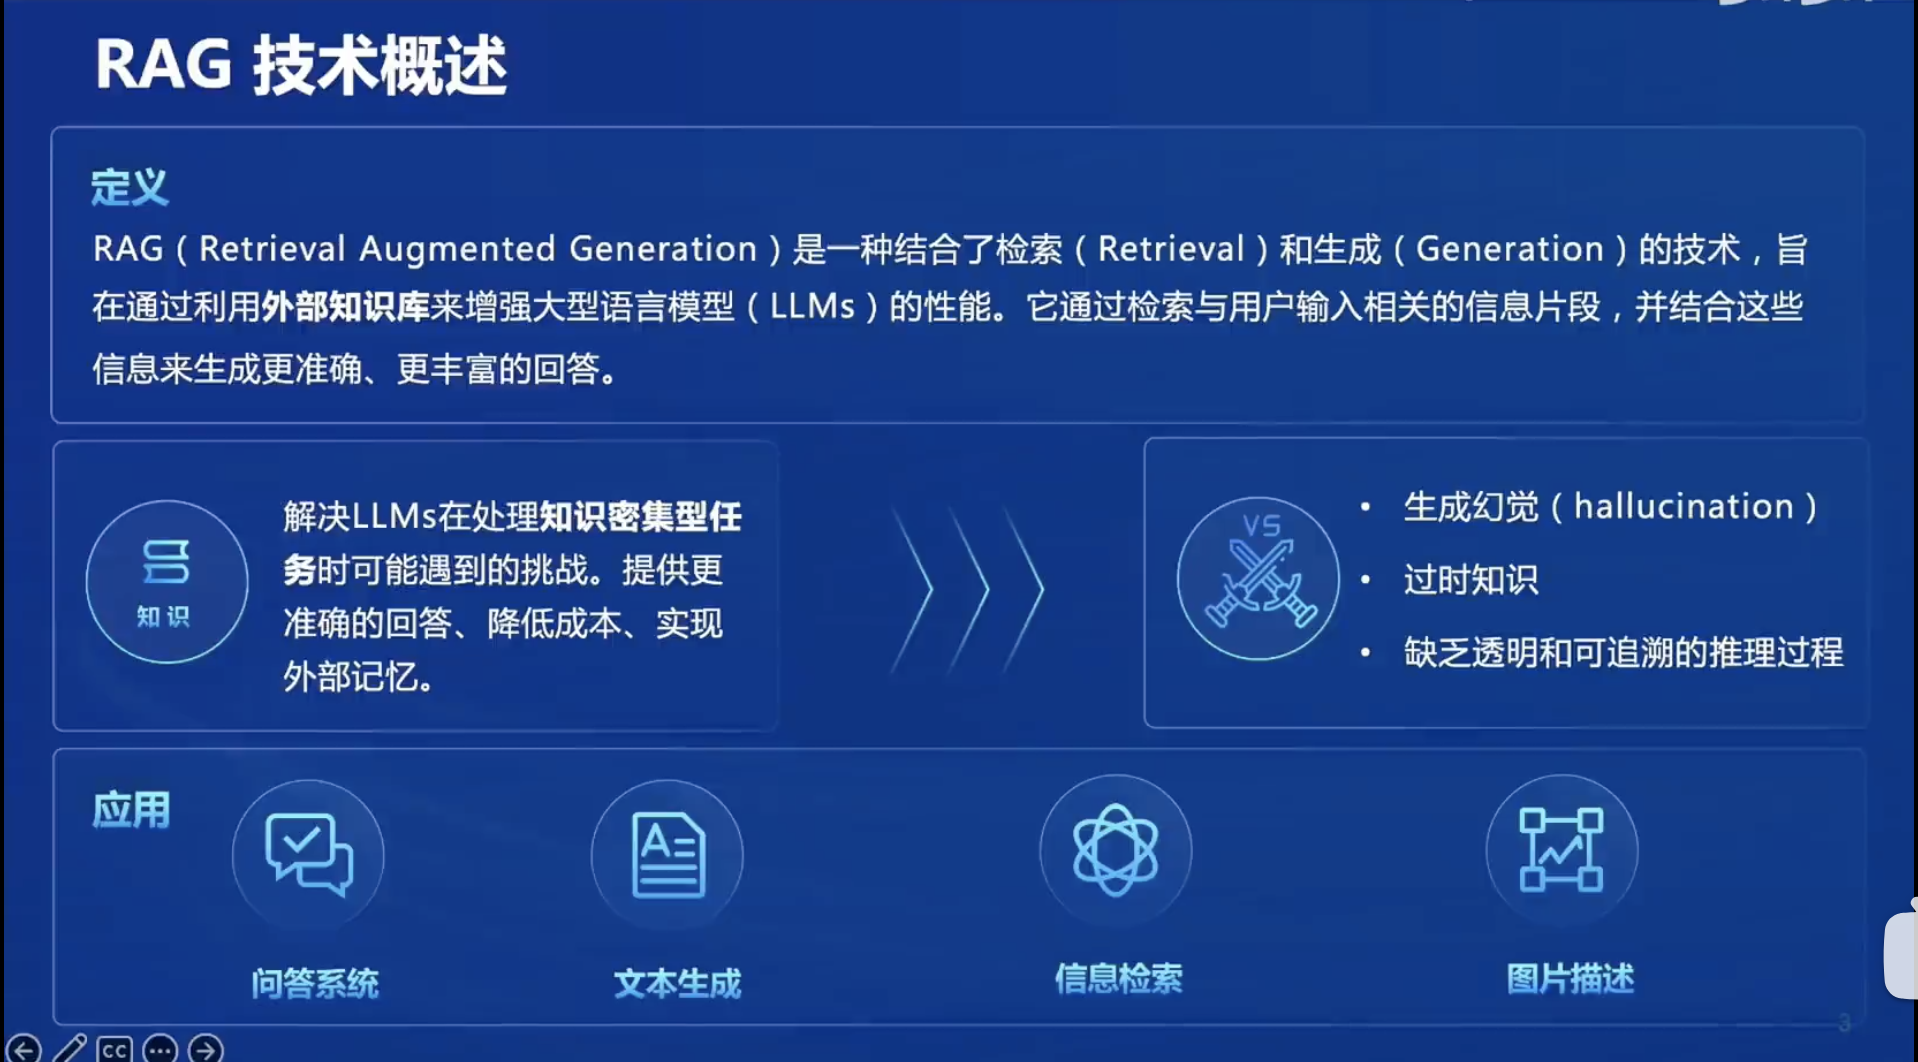 RAG 技术概述
定义
RAG（Retrieval Augmented Generation）是一种结合了检索（Retrieval）和生成（Generation）的技术，旨
在通过利用外部知识库来增强大型语言模型（LLMs）的性能。它通过检索与用户输入相关的信息片段，并结合这些
信息来生成更准确、更丰富的回答。
知识
解决LLMs在处理知识密集型任
务时可能遇到的挑战。提供更
准确的回答、降低成本、实现
外部记忆。
VS
• 生成幻觉（hallucination）
• 过时知识
• 缺乏透明和可追溯的推理过程
应用
A
问答系统
文本生成
信息检索
图片描述
3
CC